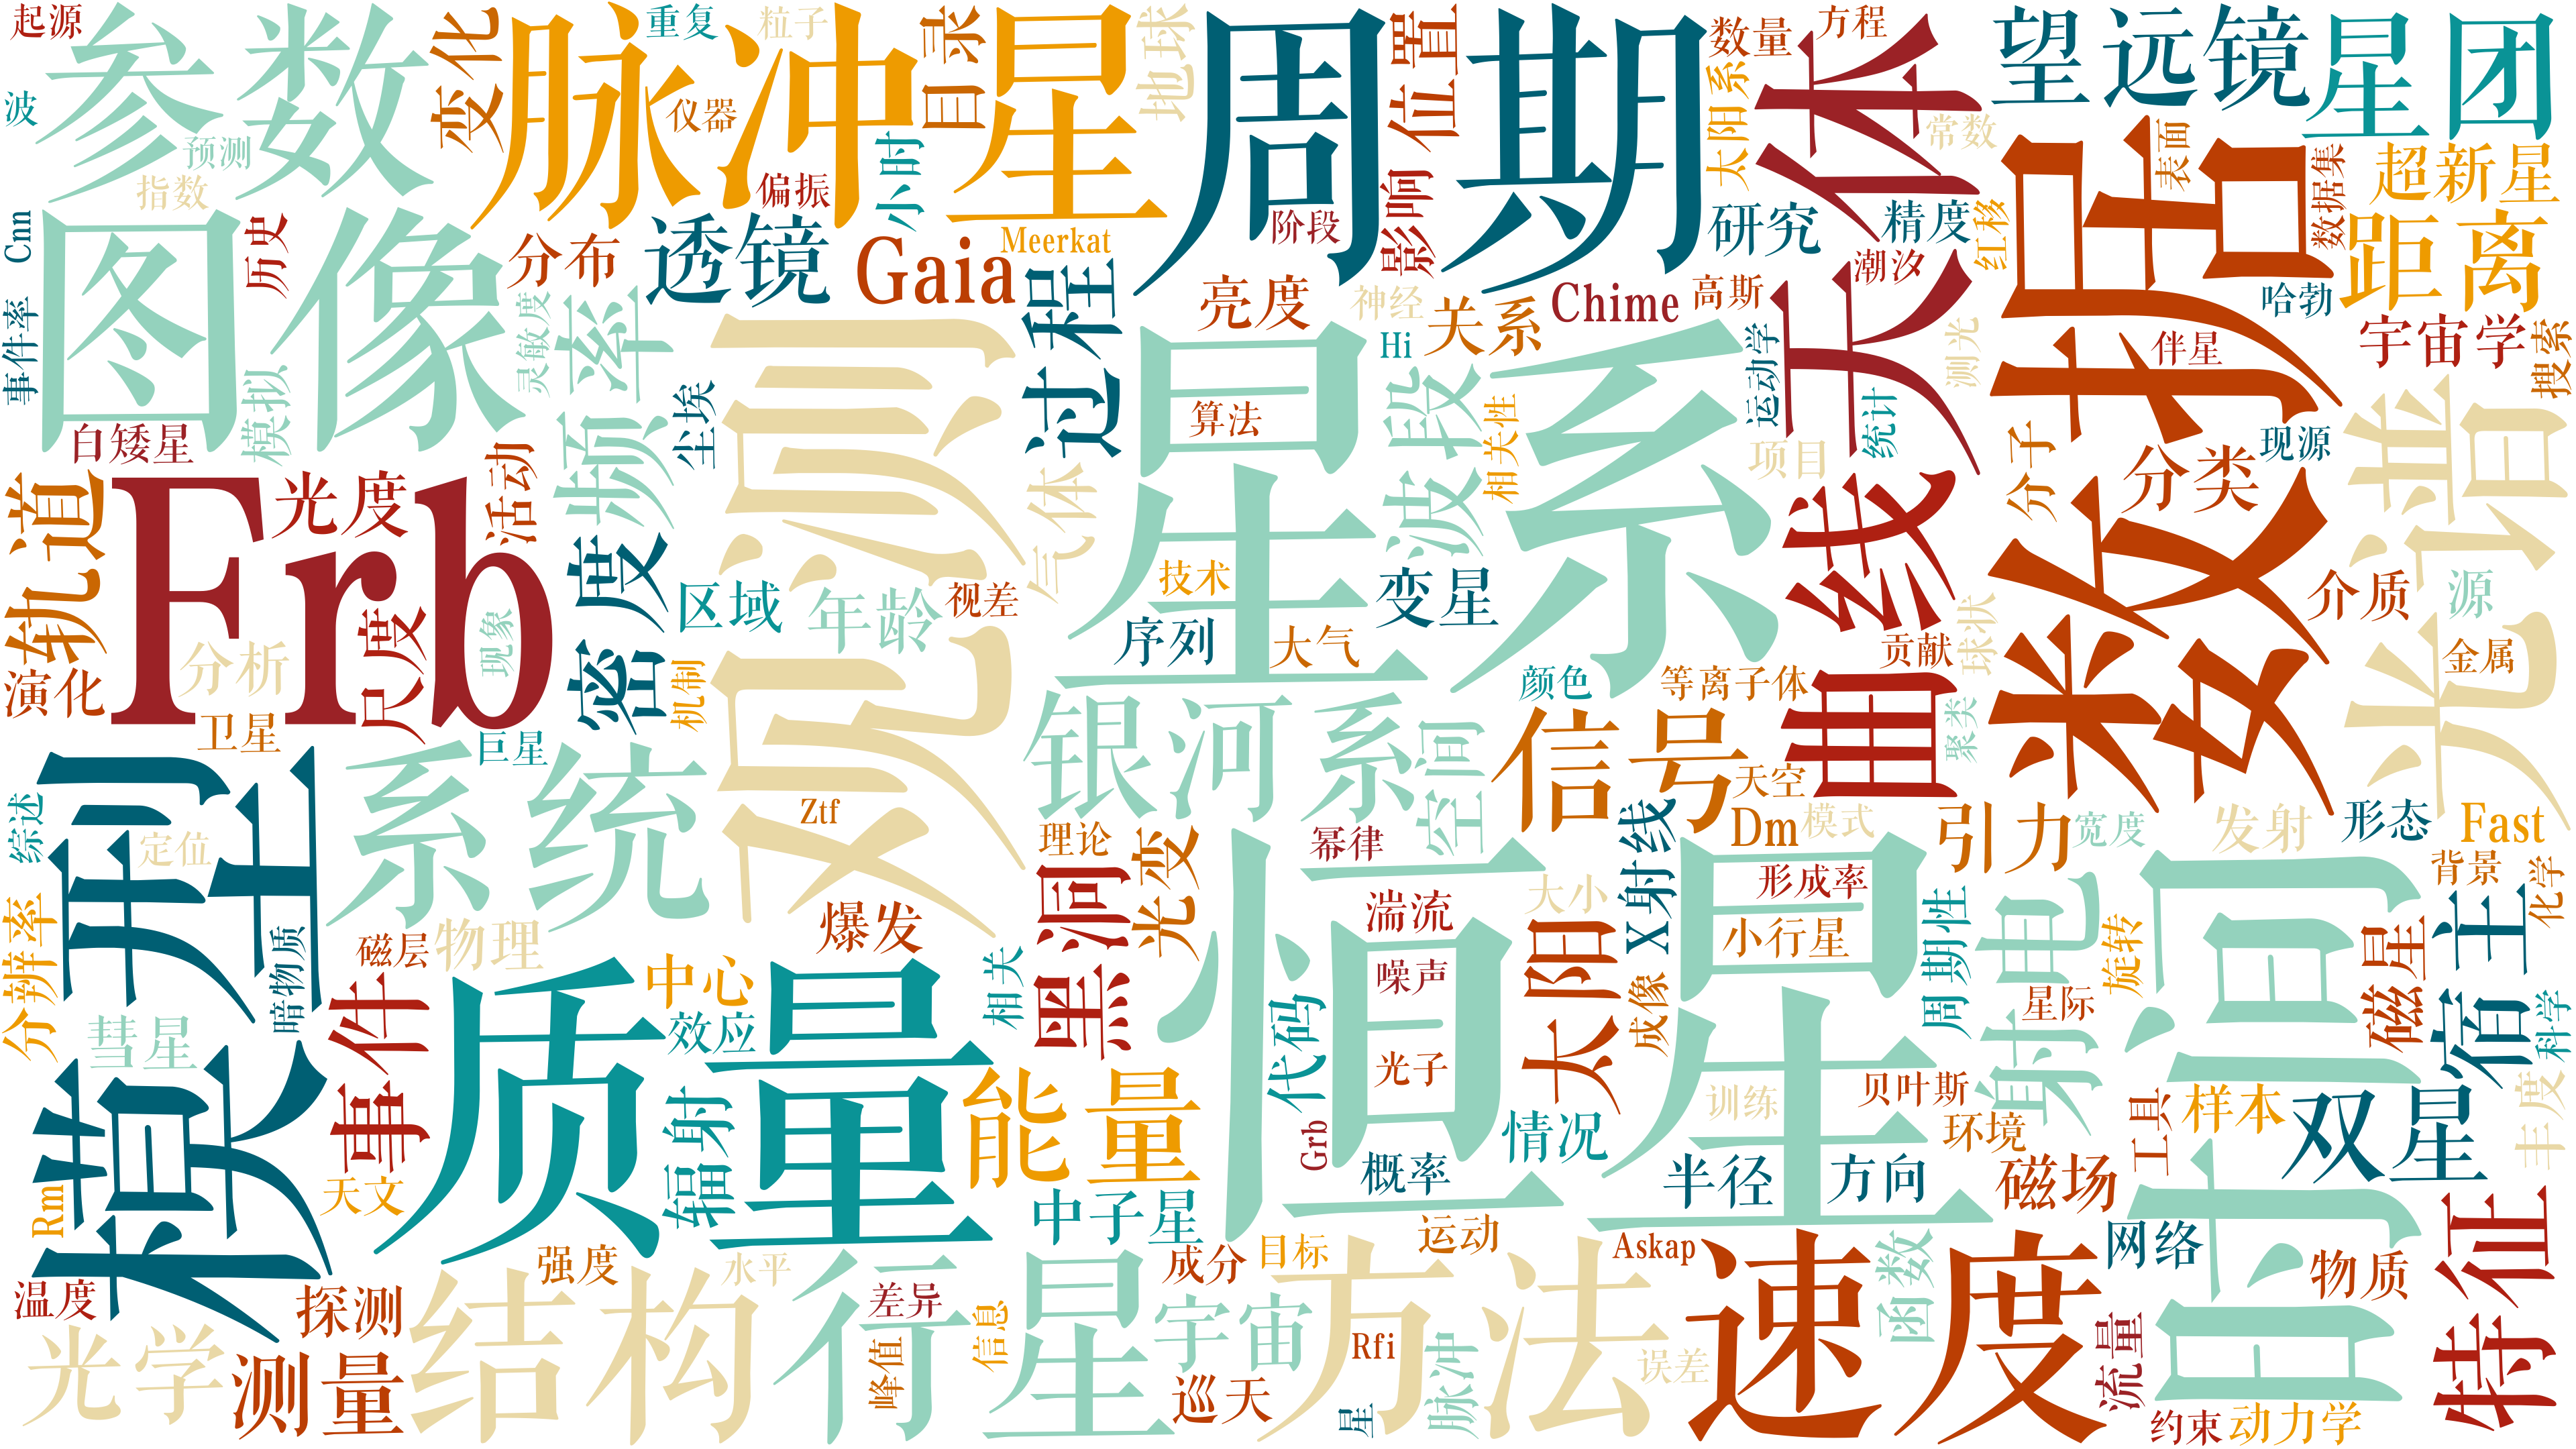 起源
参数
变化
脉冲星
重复
粒子
目录
地球
周期
位置
数量
方程
天体
望远镜
星团
波
预测
指数
仪器
偏振
小时
影响
太阳系
常数
数据
表面
数据集
超新星
图像
Cnn
历史
分布
透镜
Gaia
Meerkat
过程
阶段
研究
精度
红移
距离
事件率
模拟
灵敏度
频率
尘埃
观测
亮度
神经
关系
Chime
高斯
潮汐
哈勃
宇宙学
搜索
白矮星
Hi
星系
算法
波段
相关性
运动学
测光
统计
项目
曲线
伴星
分子
分类
现源
光谱
轨道
Frb
光度
活动
密度
气体
技术
变星
介质
源
尺度
现象
区域
年龄
视差
序列
大气
贡献
球状
金属
演化
分析
卫星
巨星
机制
银河系
空间
颜色
等离子体
信号
天空
聚类
模型
系统
综述
定位
Ztf
理论
光变
幂律
X射线
Dm
模式
引力
宽度
发射
形态
Fast
分辨率
暗物质
磁层
物理
爆发
黑洞
恒星
湍流
大小
形成率
小行星
周期性
射电
时间
背景
化学
宿主
彗星
事件
质量
中心
效应
相关
代码
噪声
光子
太阳
成像
星际
旋转
磁星
科学
Rm
天文
辐射
能量
Grb
概率
情况
训练
贝叶斯
环境
工具
样本
双星
丰度
中子星
半径
方向
磁场
网络
特征
温度
探测
强度
水平
行星
差异
成分
目标
运动
Askap
速度
函数
物质
光学
测量
结构
峰值
信息
宇宙
巡天
方法
Rfi
星
脉冲
误差
流量
约束
动力学